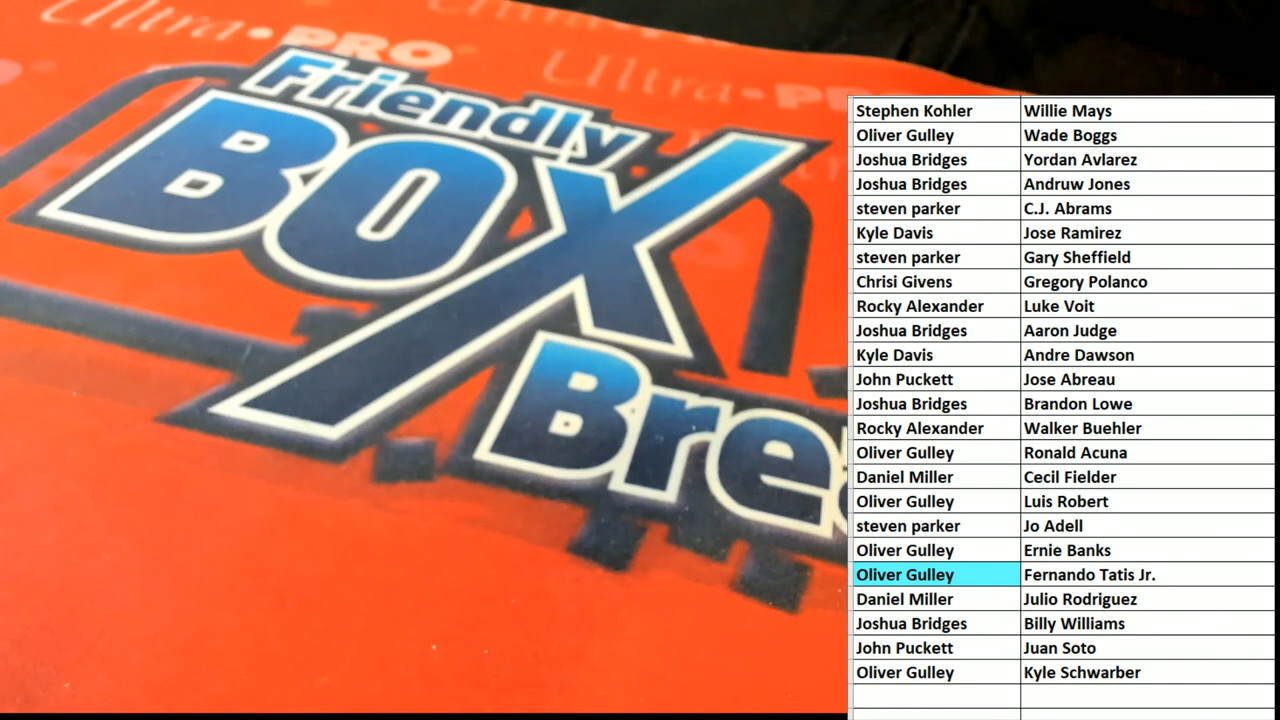 Ultra•PRO
Ultra•PR
Friendly
BOX
Brea
Stephen Kohler Willie Mays
Oliver Gulley Wade Boggs
Joshua Bridges Yordan Avlarez
Joshua Bridges Andruw Jones
steven parker C.J. Abrams
Kyle Davis Jose Ramirez
steven parker Gary Sheffield
Chrisi Givens Gregory Polanco
Rocky Alexander Luke Voit
Joshua Bridges Aaron Judge
Kyle Davis Andre Dawson
John Puckett Jose Abreau
Joshua Bridges Brandon Lowe
Rocky Alexander Walker Buehler
Oliver Gulley Ronald Acuna
Daniel Miller Cecil Fielder
Oliver Gulley Luis Robert
steven parker Jo Adell
Oliver Gulley Ernie Banks
Oliver Gulley Fernando Tatis Jr.
Daniel Miller Julio Rodriguez
Joshua Bridges Billy Williams
John Puckett Juan Soto
Oliver Gulley Kyle Schwarber